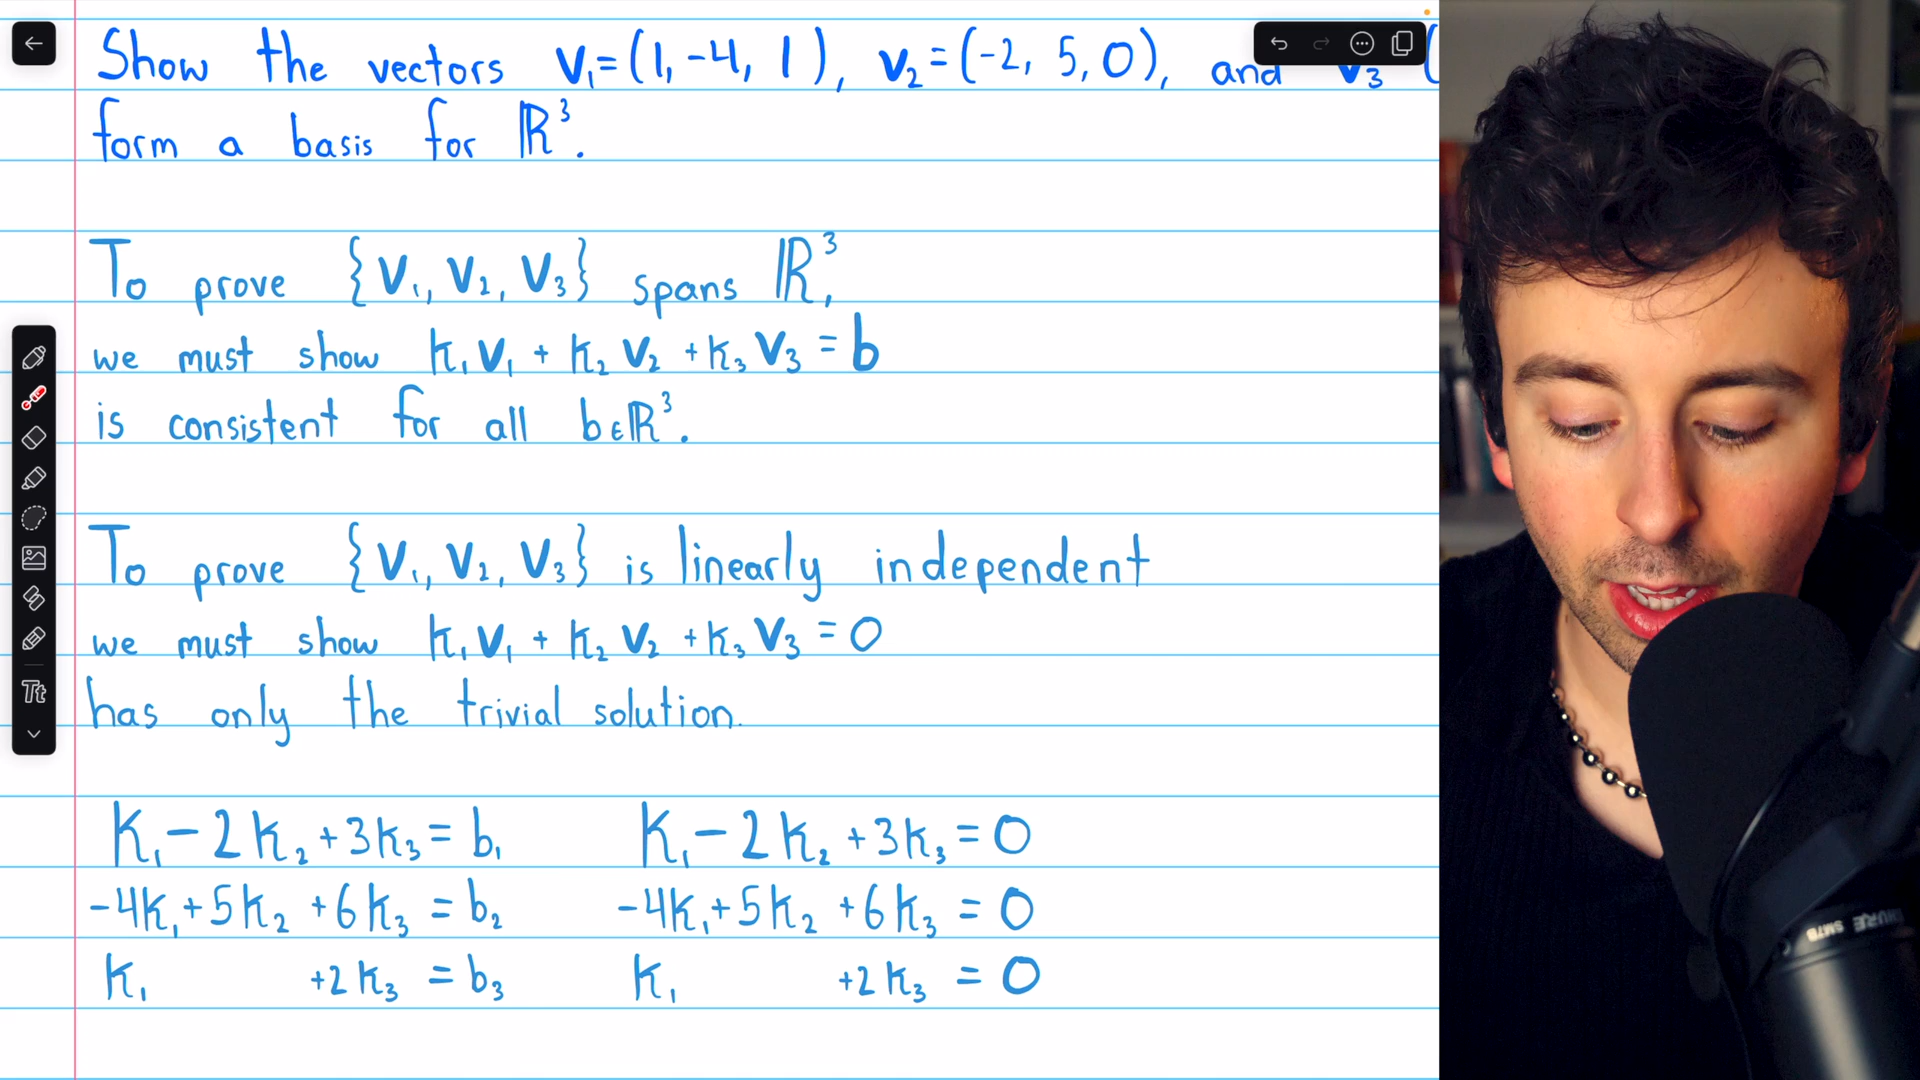 Show the vectors v₁=(1,-4, 1), v₂=(-2, 5, 0), and v₃ (
form a basis for ℝ³.
To prove {v₁, v₂, v₃} spans ℝ³,
we must show k₁v₁ + k₂v₂ + k₃v₃ = b
is consistent for all b∈ℝ³.
To prove {v₁, v₂, v₃} is linearly independent
we must show k₁v₁ + k₂v₂ + k₃v₃ = 0
has only the trivial solution.
k₁ - 2k₂ + 3k₃ = b₁ k₁ - 2k₂ + 3k₃ = 0
-4k₁ + 5k₂ + 6k₃ = b₂ -4k₁ + 5k₂ + 6k₃ = 0
k₁ + 2k₃ = b₃ k₁ + 2k₃ = 0
Tt
SHURE SM7B